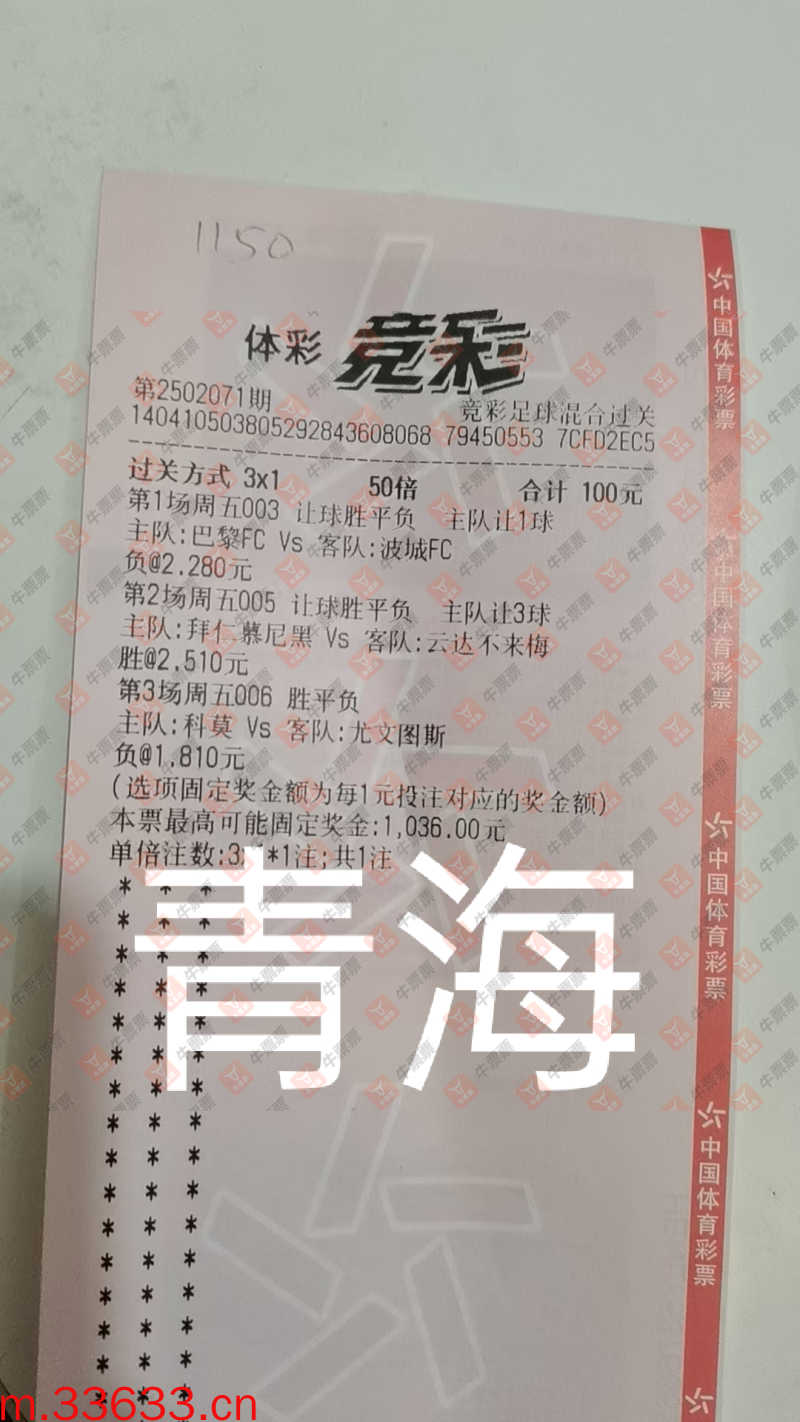 1150
体彩 竞彩
第2502071期
竞彩足球混合过关
140410503805292843608068 79450553 7CFD2EC5
过关方式 3x1 50倍 合计 100元
第1场周五003 让球胜平负 主队让1球
主队:巴黎FC Vs 客队:波城FC
负@2.280元
第2场周五005 让球胜平负 主队让3球
主队:拜仁慕尼黑 Vs 客队:云达不来梅
胜@2.510元
第3场周五006 胜平负
主队:科莫 Vs 客队:尤文图斯
负@1.810元
(选项固定奖金额为每1元投注对应的奖金额)
本票最高可能固定奖金:1,036.00元
单倍注数:3x1*1注;共1注
青海
中国体育彩票
中国体育彩票
中国体育彩票
中国体育彩票
牛票票
m.33633.cn